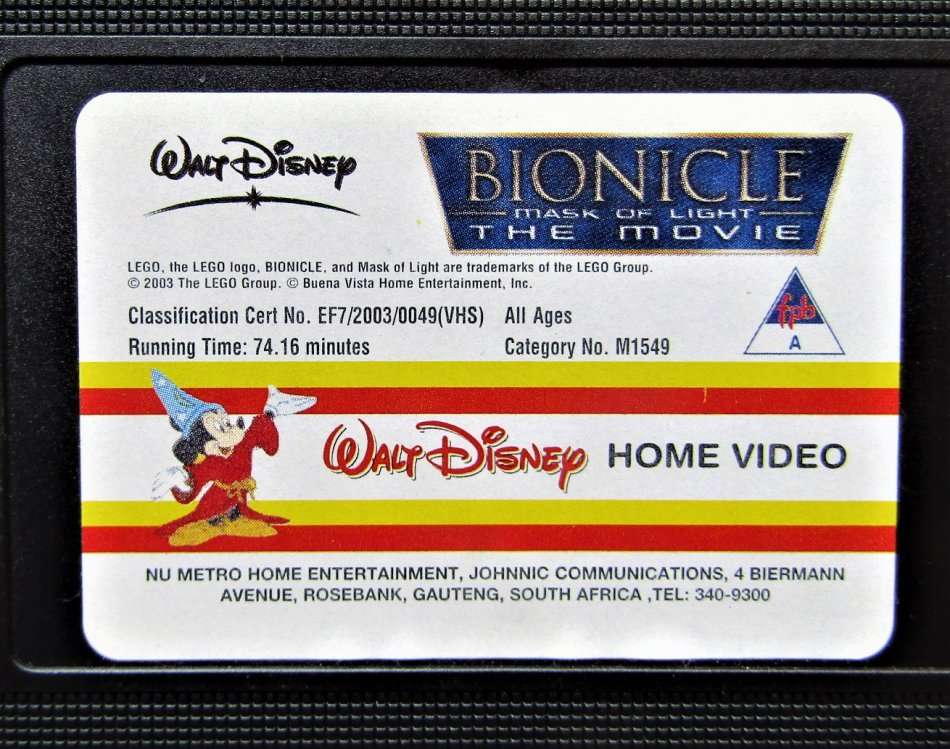 WALT DISNEY
BIONICLE
MASK OF LIGHT
THE MOVIE
LEGO, the LEGO logo, BIONICLE, and Mask of Light are trademarks of the LEGO Group.
© 2003 The LEGO Group. © Buena Vista Home Entertainment, Inc.
Classification Cert No. EF7/2003/0049(VHS) All Ages
Running Time: 74.16 minutes Category No. M1549
fpb
A
WALT DISNEY HOME VIDEO
NU METRO HOME ENTERTAINMENT, JOHNNIC COMMUNICATIONS, 4 BIERMANN
AVENUE, ROSEBANK, GAUTENG, SOUTH AFRICA ,TEL: 340-9300